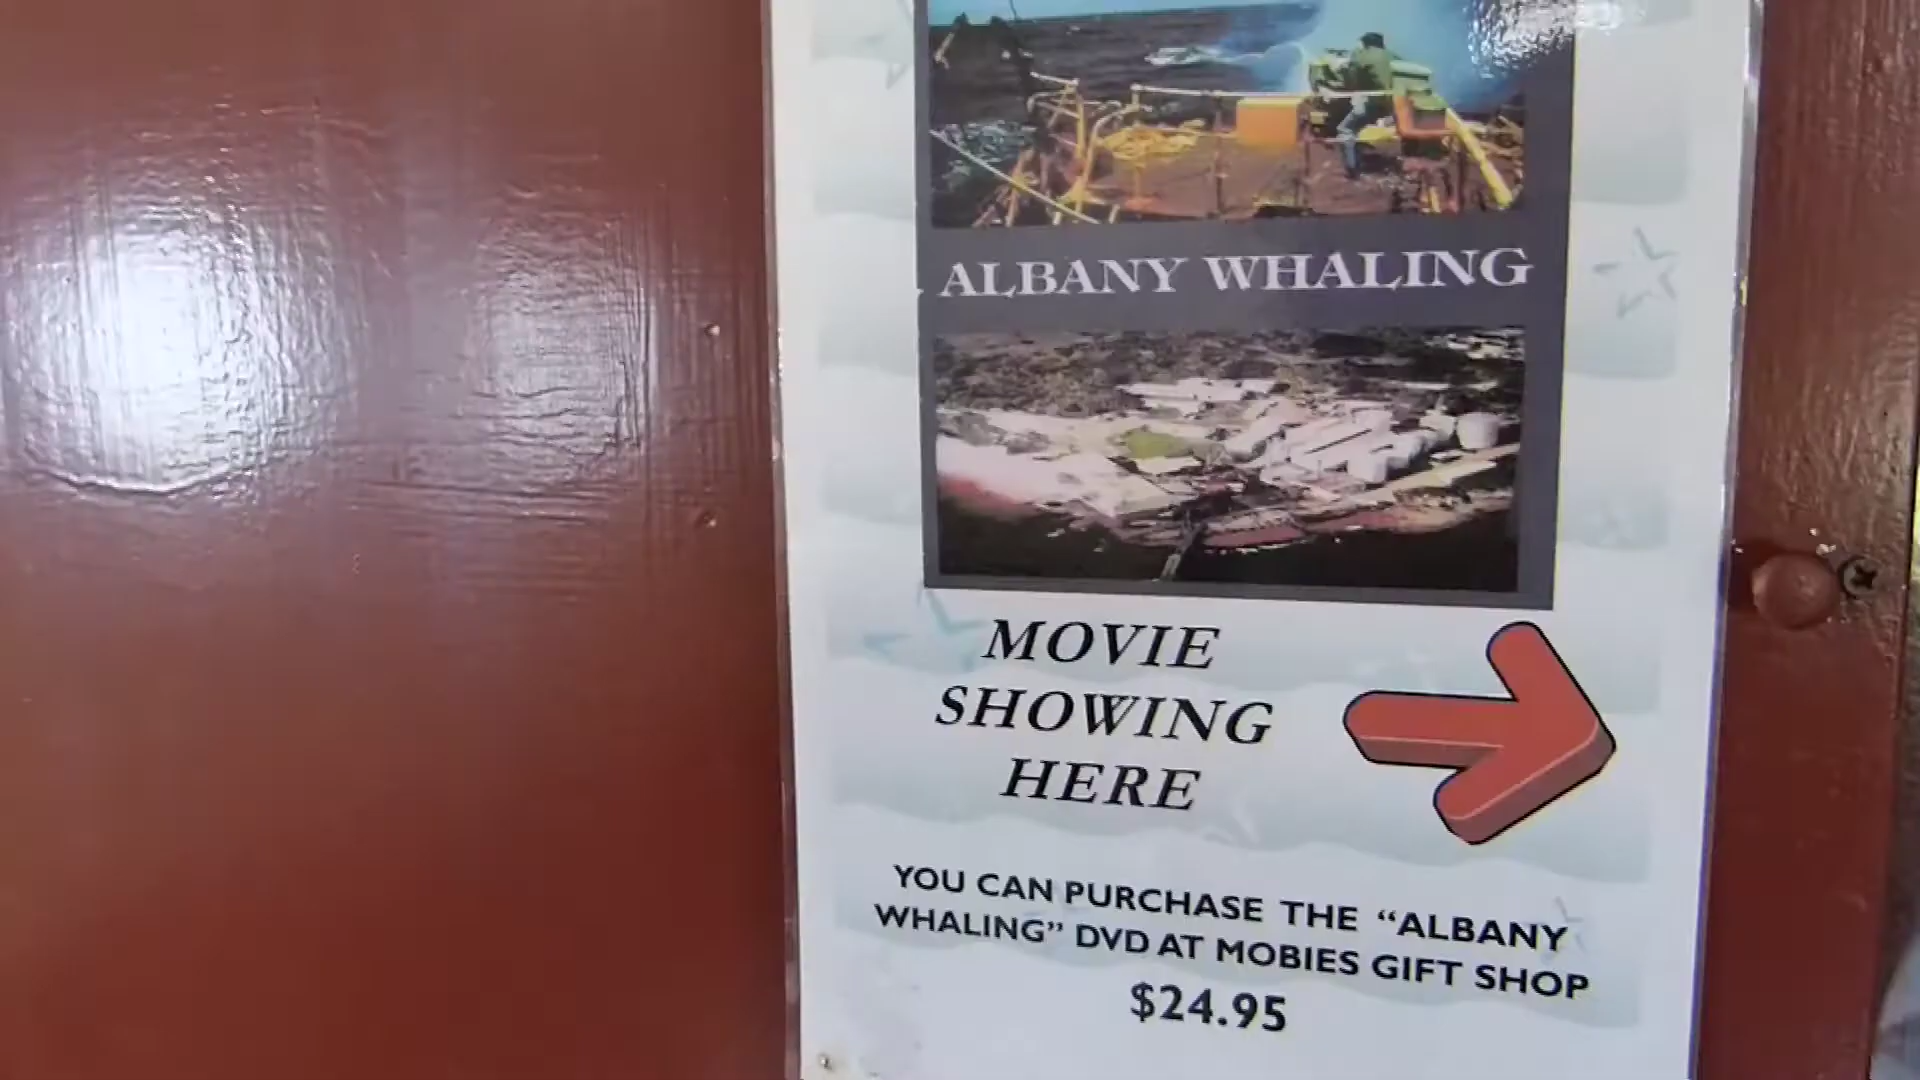 ALBANY WHALING
MOVIE
SHOWING
HERE
YOU CAN PURCHASE THE “ALBANY
WHALING” DVD AT MOBIES GIFT SHOP
$24.95